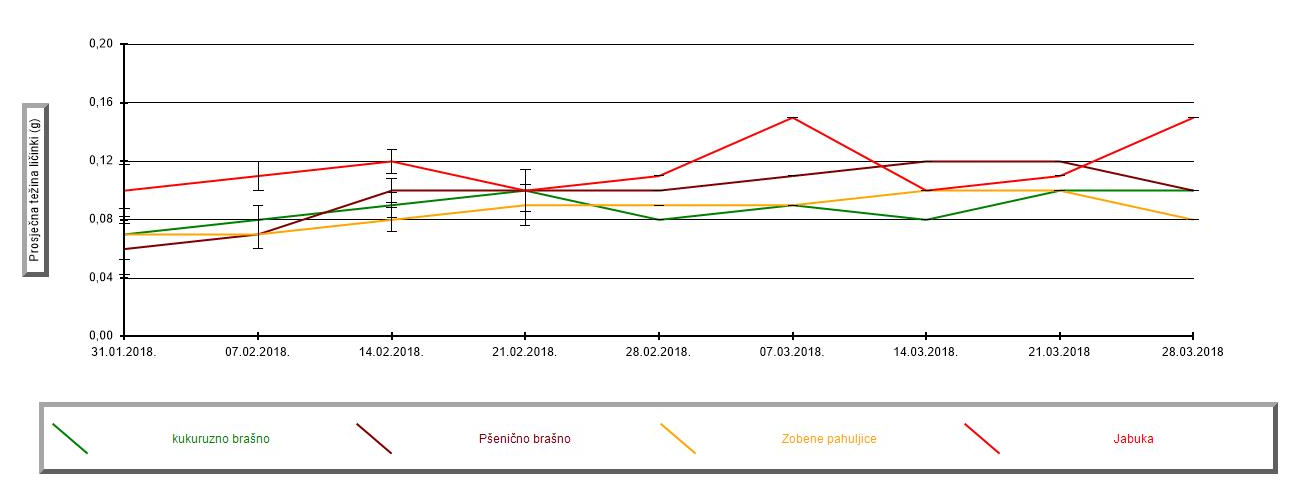 Prosječna težina ličinki (g)
0,20
0,16
0,12
0,08
0,04
0,00
31.01.2018. 07.02.2018. 14.02.2018. 21.02.2018. 28.02.2018. 07.03.2018. 14.03.2018. 21.03.2018 28.03.2018
kukuruzno brašno Pšenično brašno Zobene pahuljice Jabuka